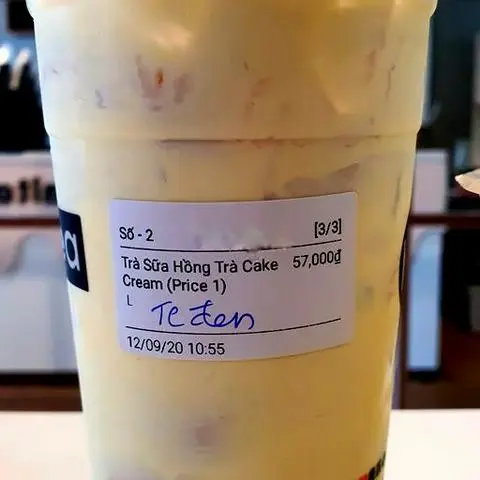 Số - 2 [3/3]
Trà Sữa Hồng Trà Cake 57,000₫
Cream (Price 1)
L
TC đen
12/09/20 10:55